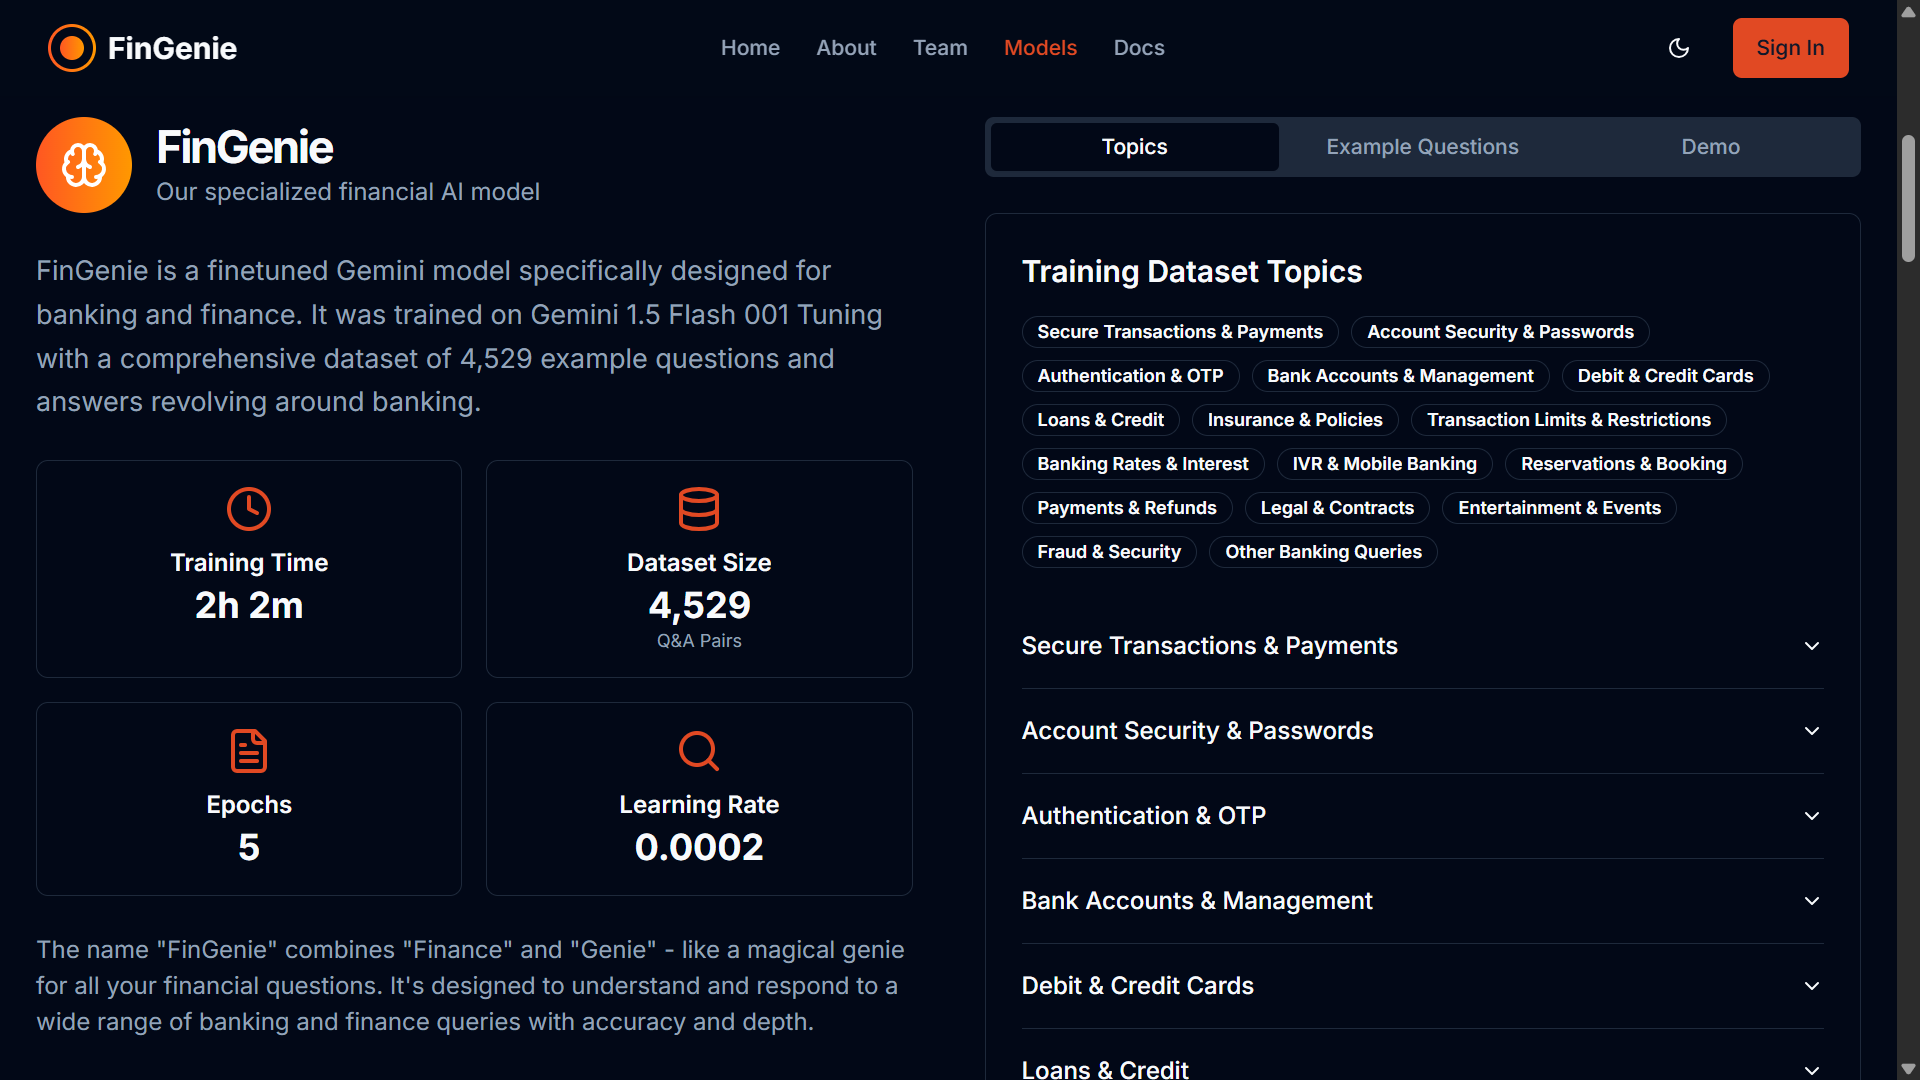 FinGenie
Home
About
Team
Models
Docs
Sign In
FinGenie
Our specialized financial AI model
FinGenie is a finetuned Gemini model specifically designed for
banking and finance. It was trained on Gemini 1.5 Flash 001 Tuning
with a comprehensive dataset of 4,529 example questions and
answers revolving around banking.
Training Time
2h 2m
Dataset Size
4,529
Q&A Pairs
Epochs
5
Learning Rate
0.0002
The name "FinGenie" combines "Finance" and "Genie" - like a magical genie
for all your financial questions. It's designed to understand and respond to a
wide range of banking and finance queries with accuracy and depth.
Topics
Example Questions
Demo
Training Dataset Topics
Secure Transactions & Payments
Account Security & Passwords
Authentication & OTP
Bank Accounts & Management
Debit & Credit Cards
Loans & Credit
Insurance & Policies
Transaction Limits & Restrictions
Banking Rates & Interest
IVR & Mobile Banking
Reservations & Booking
Payments & Refunds
Legal & Contracts
Entertainment & Events
Fraud & Security
Other Banking Queries
Secure Transactions & Payments
Account Security & Passwords
Authentication & OTP
Bank Accounts & Management
Debit & Credit Cards
Loans & Credit